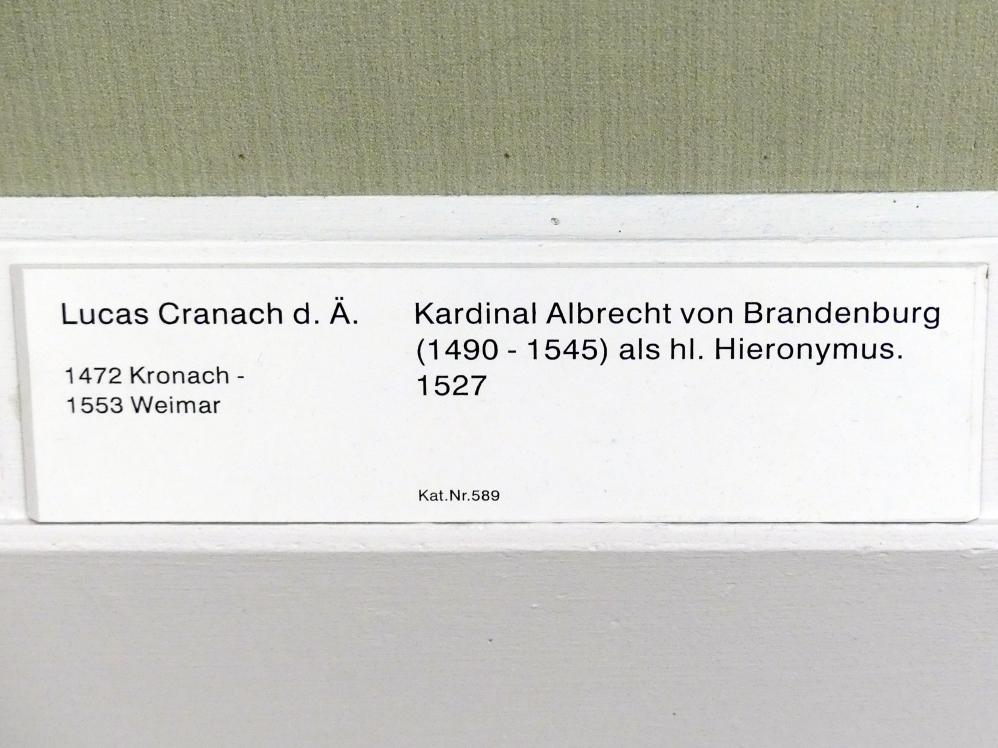 Lucas Cranach d. Ä.
1472 Kronach -
1553 Weimar
Kardinal Albrecht von Brandenburg
(1490 - 1545) als hl. Hieronymus.
1527
Kat.Nr.589